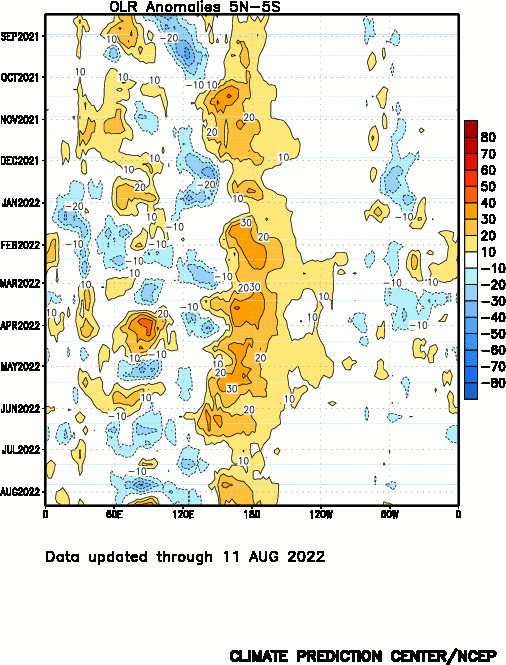 OLR Anomalies 5N-5S
SEP2021
OCT2021
NOV2021
DEC2021
JAN2022
FEB2022
MAR2022
APR2022
MAY2022
JUN2022
JUL2022
AUG2022
0 60E 120E 180 120W 60W 0
80
70
60
50
40
30
20
10
-10
-20
-30
-40
-50
-60
-70
-80
Data updated through 11 AUG 2022
CLIMATE PREDICTION CENTER/NCEP